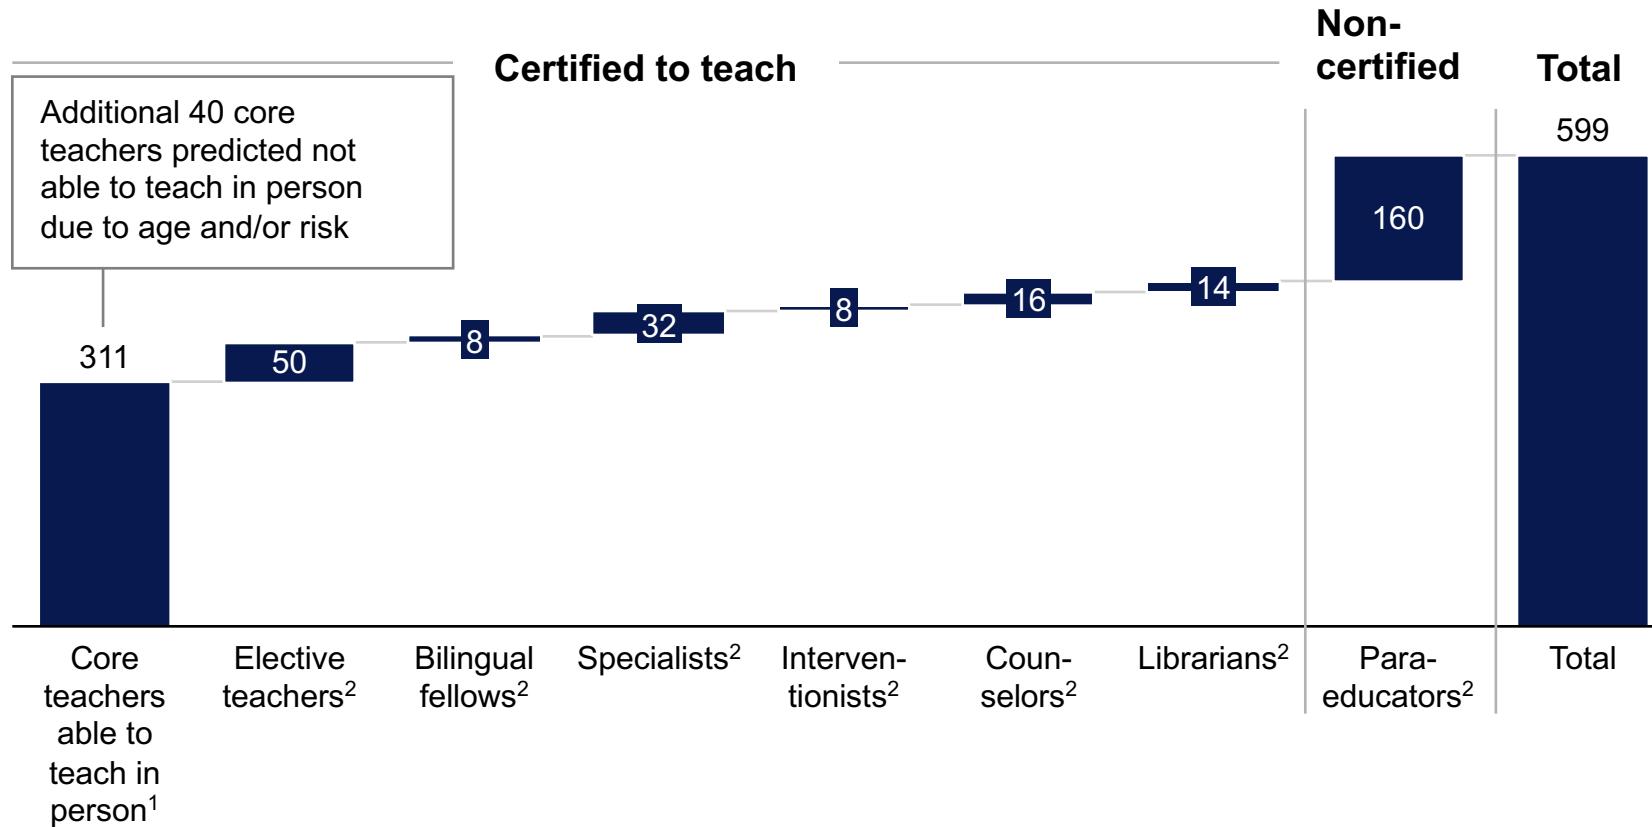 Certified to teach
Non-
certified
Total
Additional 40 core
teachers predicted not
able to teach in person
due to age and/or risk
311
50
8
32
8
16
14
160
599
Core
teachers
able to
teach in
person¹
Elective
teachers²
Bilingual
fellows²
Specialists²
Interven-
tionists²
Coun-
selors²
Librarians²
Para-
educators²
Total